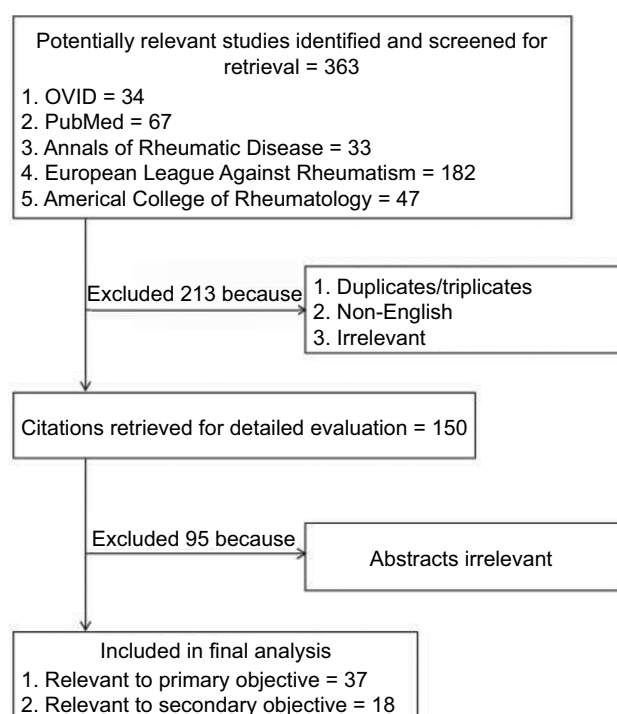 Potentially relevant studies identified and screened for
retrieval = 363
1. OVID = 34
2. PubMed = 67
3. Annals of Rheumatic Disease = 33
4. European League Against Rheumatism = 182
5. Americal College of Rheumatology = 47
Excluded 213 because
1. Duplicates/triplicates
2. Non-English
3. Irrelevant
Citations retrieved for detailed evaluation = 150
Excluded 95 because
Abstracts irrelevant
Included in final analysis
1. Relevant to primary objective = 37
2. Relevant to secondary objective = 18